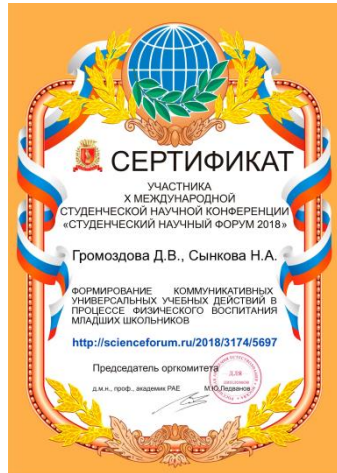 СЕРТИФИКАТ
УЧАСТНИКА
X МЕЖДУНАРОДНОЙ
СТУДЕНЧЕСКОЙ НАУЧНОЙ КОНФЕРЕНЦИИ
«СТУДЕНЧЕСКИЙ НАУЧНЫЙ ФОРУМ 2018»
Громоздова Д.В., Сынкова Н.А.
ФОРМИРОВАНИЕ КОММУНИКАТИВНЫХ
УНИВЕРСАЛЬНЫХ УЧЕБНЫХ ДЕЙСТВИЙ В
ПРОЦЕССЕ ФИЗИЧЕСКОГО ВОСПИТАНИЯ
МЛАДШИХ ШКОЛЬНИКОВ
http://scienceforum.ru/2018/3174/5697
Председатель оргкомитета
д.м.н., проф., академик РАЕ М.Ю.Ледванов
ДЛЯ